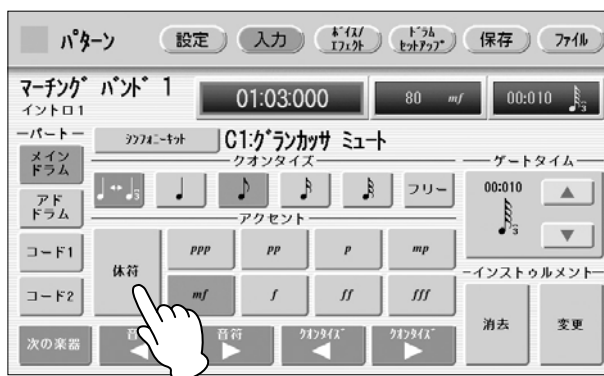 パターン 設定 入力 ボイス/エフェクト ドラムセットアップ 保存 ファイル
マーチング バンド 1
イントロ1
01:03:000 80 mf 00:010 3
パート
シンフォニーキット C1:グランカッサ ミュート
クオンタイズ
ゲートタイム
メインドラム
3 フリー
00:010
3
アクセント
アドドラム
休符 ppp pp p mp
コード1
インストゥルメント
コード2
mf f ff fff
消去 変更
次の楽器
音符 クオンタイズ クオンタイズ